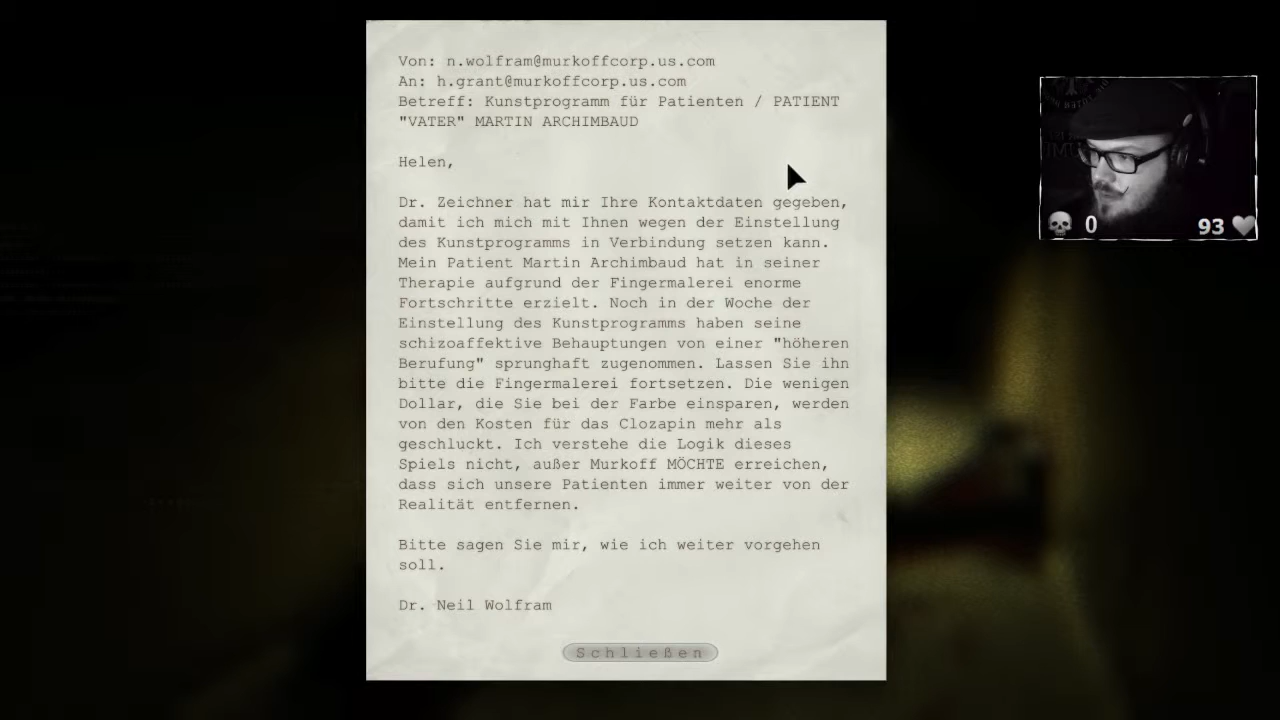 Von: n.wolfram@murkoffcorp.us.com
An: h.grant@murkoffcorp.us.com
Betreff: Kunstprogramm für Patienten / PATIENT
"VATER" MARTIN ARCHIMBAUD
Helen,
Dr. Zeichner hat mir Ihre Kontaktdaten gegeben,
damit ich mich mit Ihnen wegen der Einstellung
des Kunstprogramms in Verbindung setzen kann.
Mein Patient Martin Archimbaud hat in seiner
Therapie aufgrund der Fingermalerei enorme
Fortschritte erzielt. Noch in der Woche der
Einstellung des Kunstprogramms haben seine
schizoaffektive Behauptungen von einer "höheren
Berufung" sprunghaft zugenommen. Lassen Sie ihn
bitte die Fingermalerei fortsetzen. Die wenigen
Dollar, die Sie bei der Farbe einsparen, werden
von den Kosten für das Clozapin mehr als
geschluckt. Ich verstehe die Logik dieses
Spiels nicht, außer Murkoff MÖCHTE erreichen,
dass sich unsere Patienten immer weiter von der
Realität entfernen.
Bitte sagen Sie mir, wie ich weiter vorgehen
soll.
Dr. Neil Wolfram
Schließen
0
93